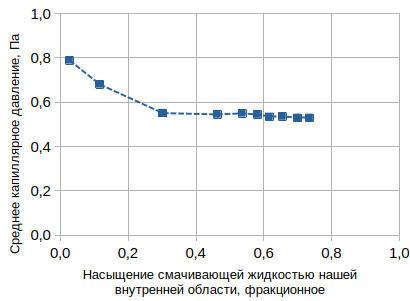 1,0
0,8
0,6
0,4
0,2
0,0
Среднее капиллярное давление, Па
0,0 0,2 0,4 0,6 0,8 1,0
Насыщение смачивающей жидкостью нашей
внутренней области, фракционное